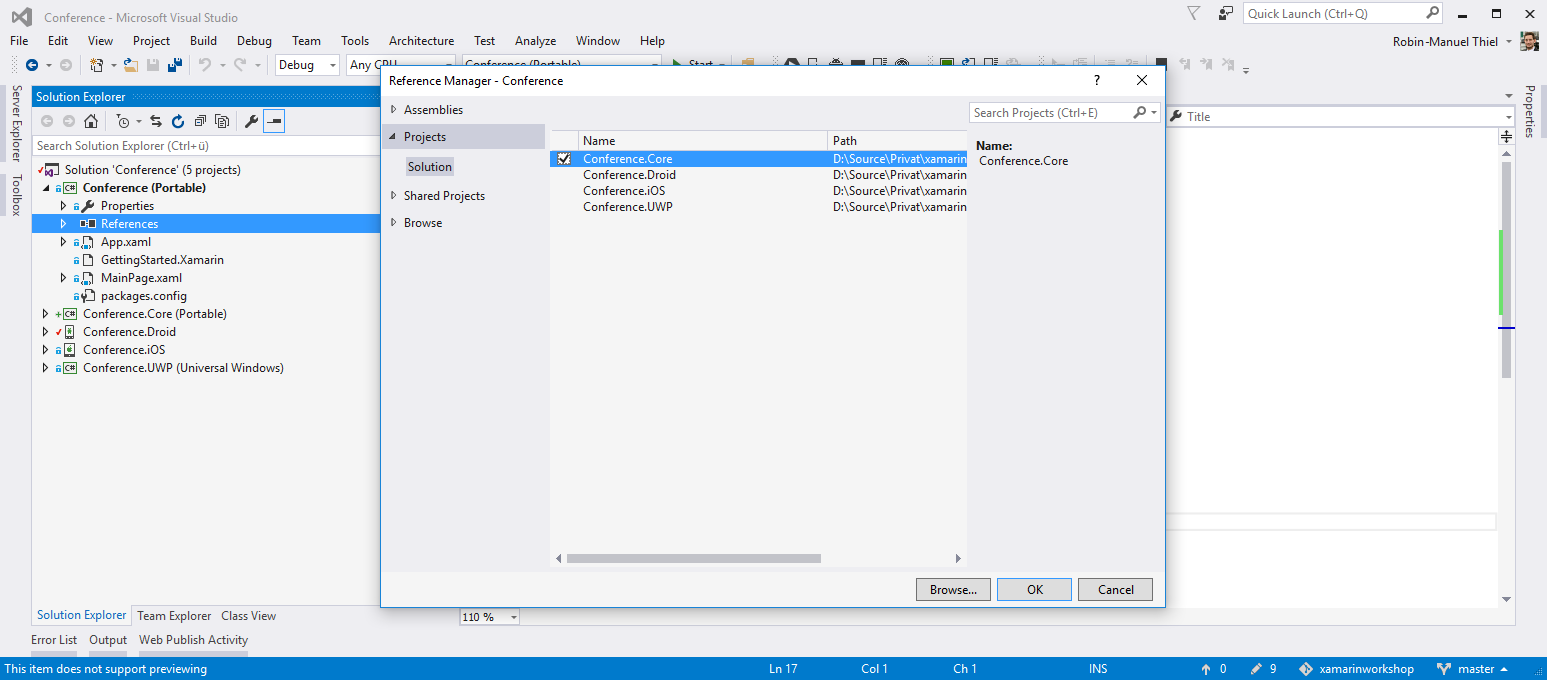 Conference - Microsoft Visual Studio
Quick Launch (Ctrl+Q)
File Edit View Project Build Debug Team Tools Architecture Test Analyze Window Help
Robin-Manuel Thiel
Debug
Any CPU
Conference (Portable)
Start
Server Explorer
Toolbox
Solution Explorer
Search Solution Explorer (Ctrl+ü)
Solution 'Conference' (5 projects)
Conference (Portable)
Properties
References
App.xaml
GettingStarted.Xamarin
MainPage.xaml
packages.config
Conference.Core (Portable)
Conference.Droid
Conference.iOS
Conference.UWP (Universal Windows)
Reference Manager - Conference
?
Assemblies
Projects
Solution
Shared Projects
Browse
Search Projects (Ctrl+E)
Name Path
Conference.Core D:\Source\Privat\xamarin
Conference.Droid D:\Source\Privat\xamarin
Conference.iOS D:\Source\Privat\xamarin
Conference.UWP D:\Source\Privat\xamarin
Name:
Conference.Core
Browse... OK Cancel
Title
Properties
Solution Explorer Team Explorer Class View
110 %
Error List Output Web Publish Activity
This item does not support previewing Ln 17 Col 1 Ch 1 INS 0 9 xamarinworkshop master